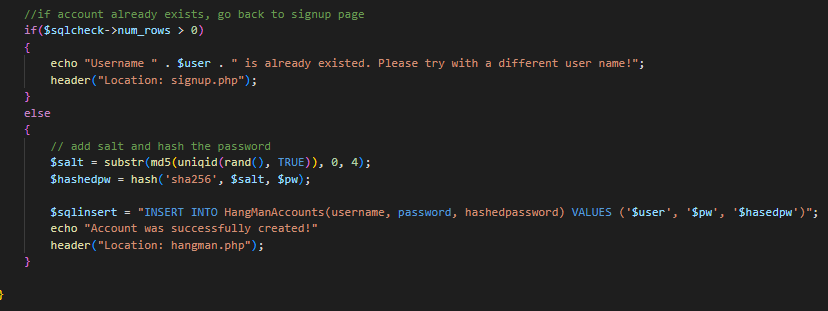 //if account already exists, go back to signup page
if($sqlcheck->num_rows > 0)
{
echo "Username " . $user . " is already existed. Please try with a different user name!";
header("Location: signup.php");
}
else
{
// add salt and hash the password
$salt = substr(md5(uniqid(rand(), TRUE)), 0, 4);
$hashedpw = hash('sha256', $salt, $pw);
$sqlinsert = "INSERT INTO HangManAccounts(username, password, hashedpassword) VALUES ('$user', '$pw', '$hasedpw')";
echo "Account was successfully created!"
header("Location: hangman.php");
}
}